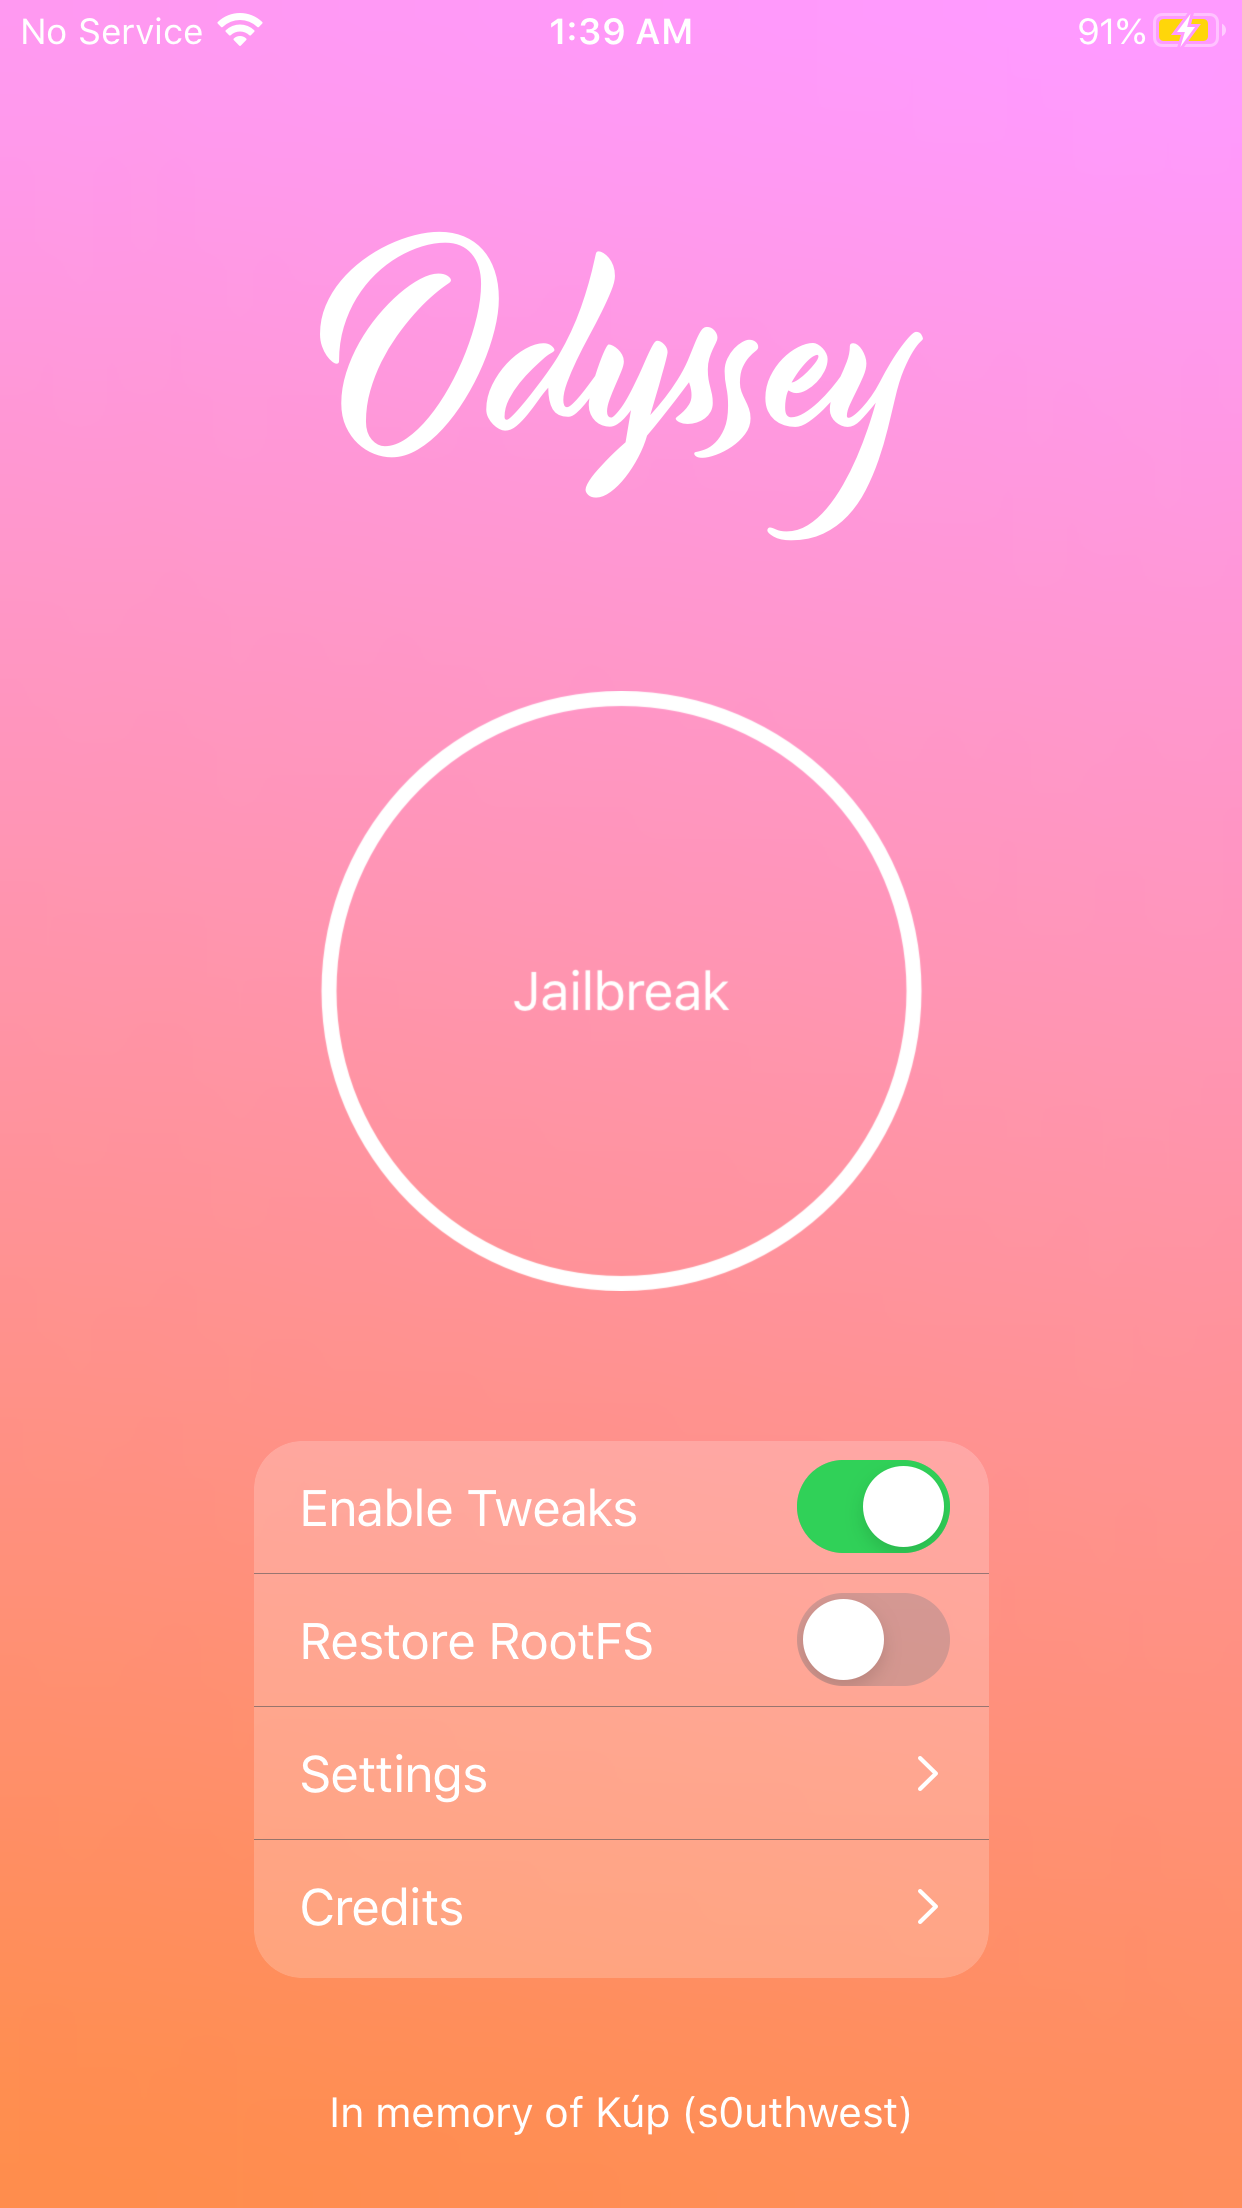 No Service 1:39 AM 91%
Odyssey
Jailbreak
Enable Tweaks
Restore RootFS
Settings
Credits
In memory of Kúp (s0uthwest)